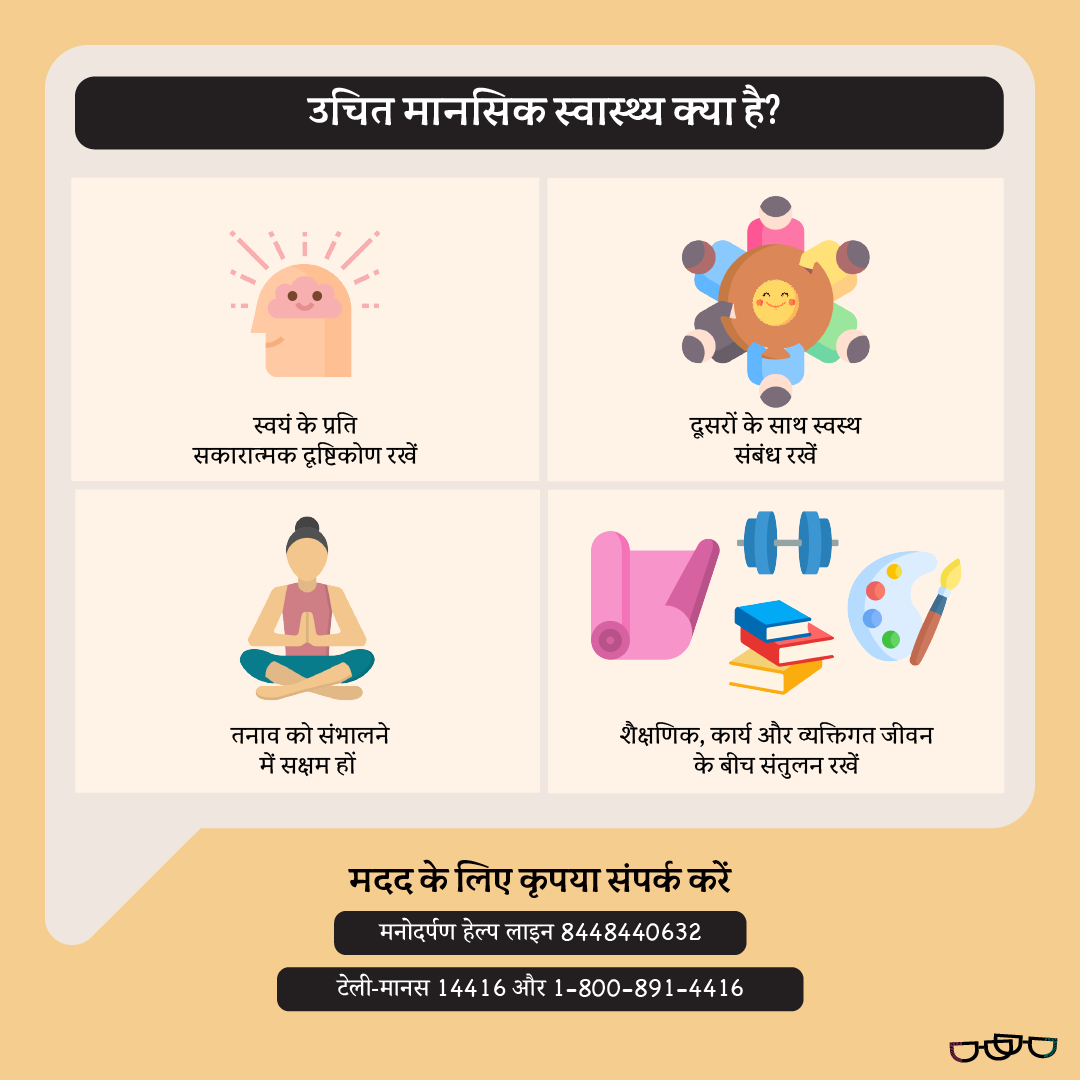 उचित मानसिक स्वास्थ्य क्या है?
स्वयं के प्रति
सकारात्मक दृष्टिकोण रखें
दूसरों के साथ स्वस्थ
संबंध रखें
तनाव को संभालने
में सक्षम हों
शैक्षणिक, कार्य और व्यक्तिगत जीवन
के बीच संतुलन रखें
मदद के लिए कृपया संपर्क करें
मनोदर्पण हेल्प लाइन 8448440632
टेली-मानस 14416 और 1-800-891-4416